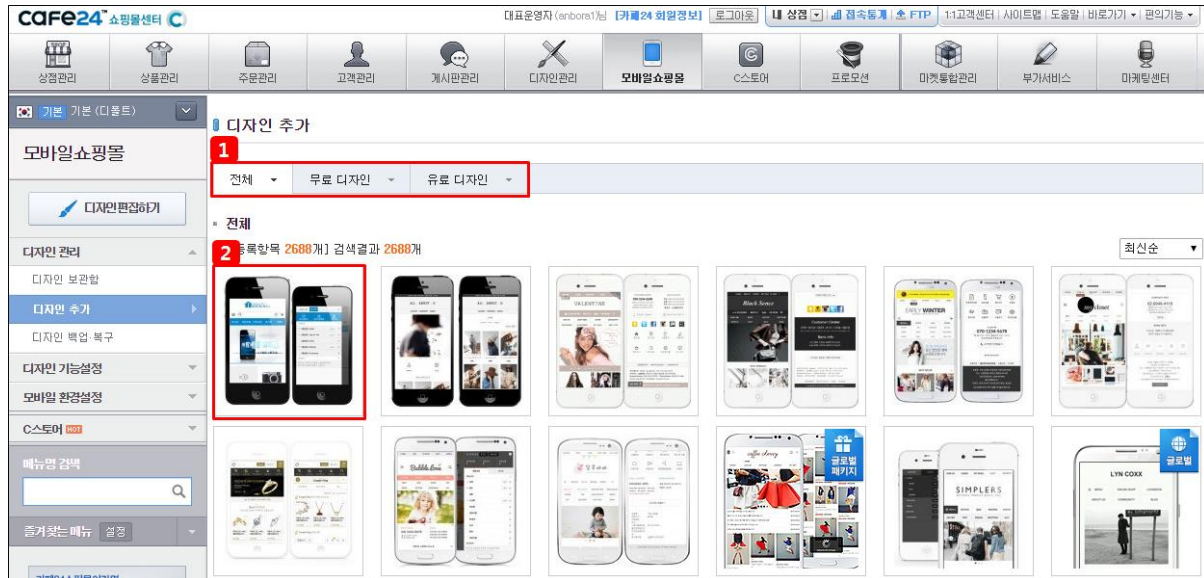 CAFE24 쇼핑몰센터 C
대표운영자(anbora1)님 [카페24 회원정보] 로그아웃 내 상점 접속통계 FTP 1:1고객센터 사이트맵 도움말 바로가기 편의기능
상점관리 상품관리 주문관리 고객관리 게시판관리 디자인관리 모바일쇼핑몰 C스토어 프로모션 마켓통합관리 부가서비스 마케팅센터
기본 기본 (디폴트)
모바일쇼핑몰
디자인편집하기
디자인 관리
디자인 보관함
디자인 추가
디자인 백업·복구
디자인 기능설정
모바일 환경설정
C스토어 HOT
메뉴명 검색
즐겨찾는 메뉴 설정
디자인 추가
1
전체 무료 디자인 유료 디자인
전체
2
등록항목 2688개] 검색결과 2688개
최신순
VALENTINE
Black Sence
Customer Center
EARLY WINTER
Bubble Love
coffee cherry
글로벌
패키지
SIMPLERS
LYN COXX
글로벌